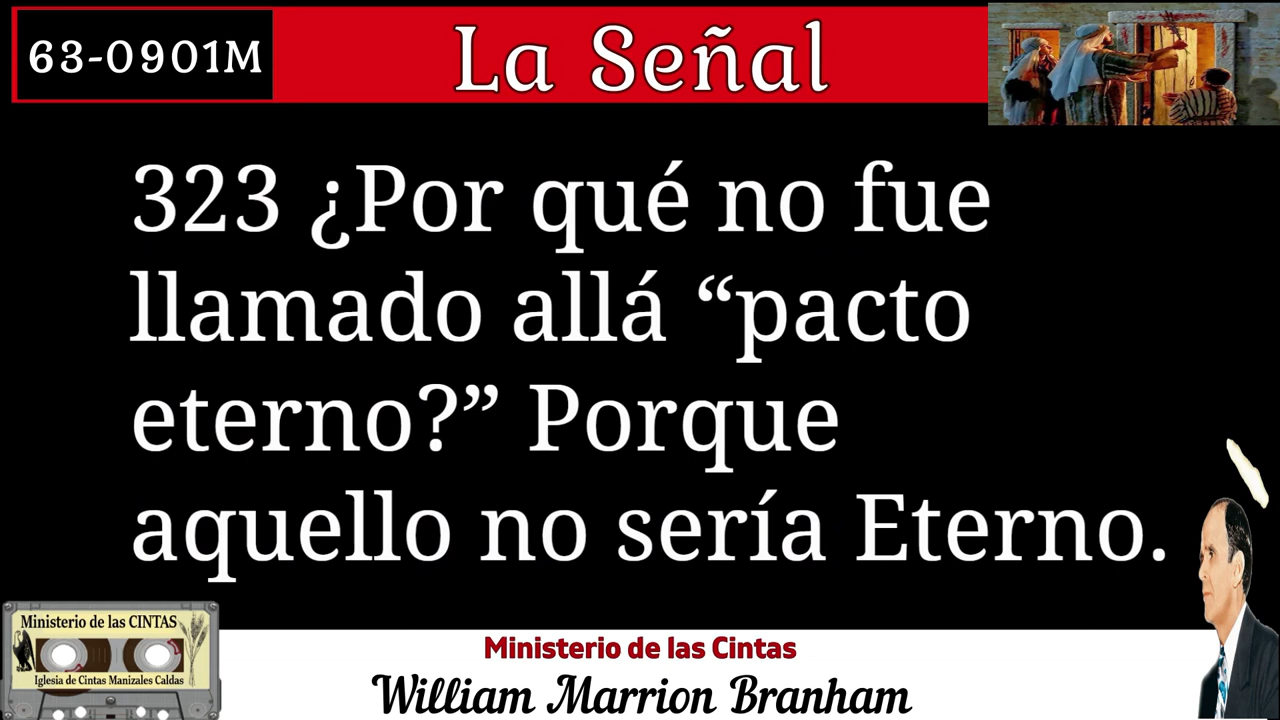 63-0901M
La Señal
323 ¿Por qué no fue
llamado allá “pacto
eterno?” Porque
aquello no sería Eterno.
Ministerio de las CINTAS
Iglesia de Cintas Manizales Caldas
Ministerio de las Cintas
William Marrion Branham